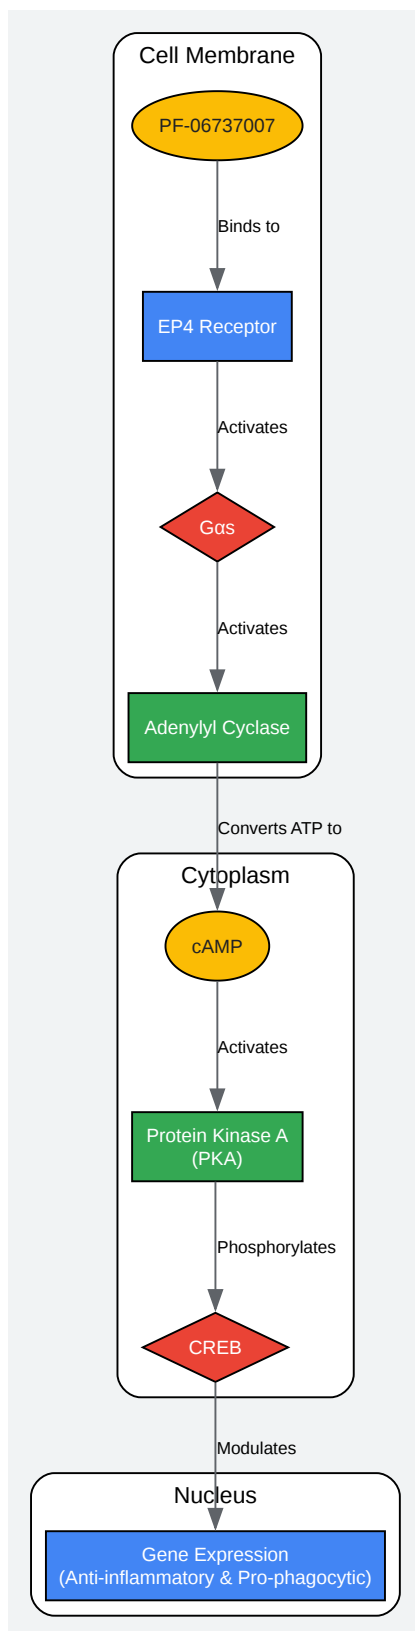 Cell Membrane
PF-06737007
Binds to
EP4 Receptor
Activates
Gαs
Activates
Adenylyl Cyclase
Converts ATP to
Cytoplasm
cAMP
Activates
Protein Kinase A
(PKA)
Phosphorylates
CREB
Modulates
Nucleus
Gene Expression
(Anti-inflammatory & Pro-phagocytic)